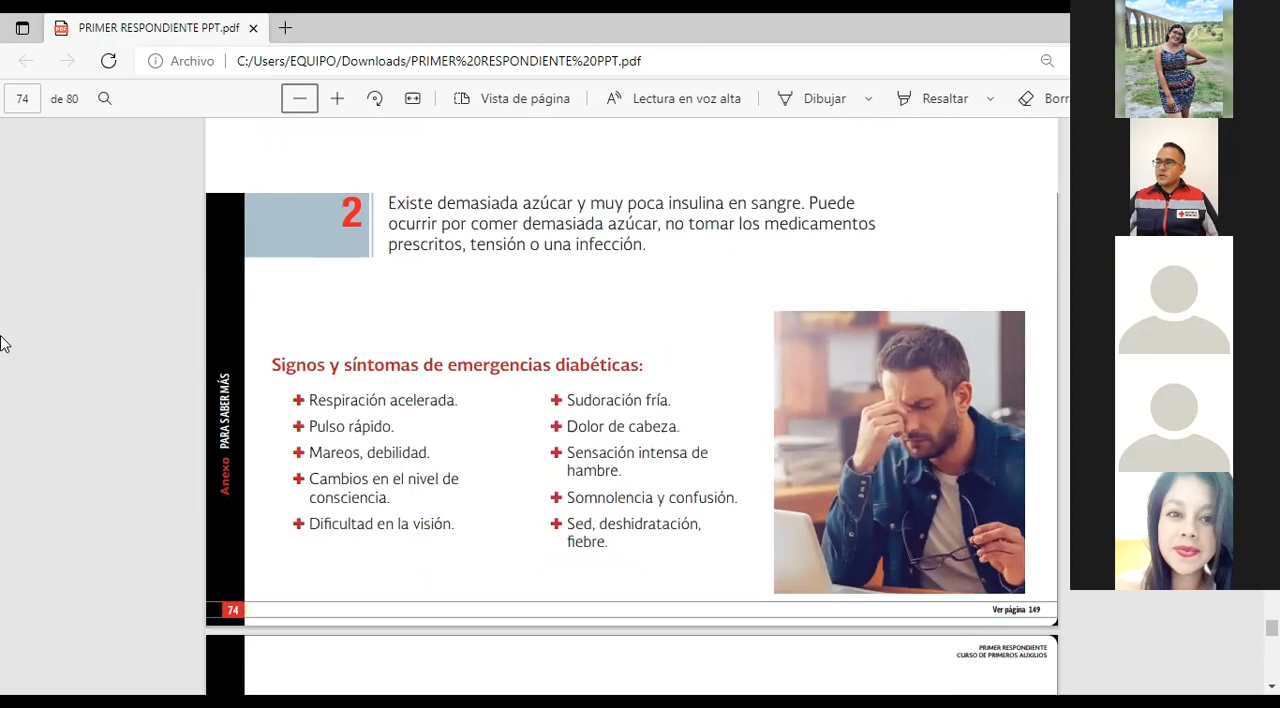 PRIMER RESPONDIENTE PPT.pdf
Archivo
C:/Users/EQUIPO/Downloads/PRIMER%20RESPONDIENTE%20PPT.pdf
74 de 80
Vista de página
Lectura en voz alta
Dibujar
Resaltar
Borr
2
Existe demasiada azúcar y muy poca insulina en sangre. Puede
ocurrir por comer demasiada azúcar, no tomar los medicamentos
prescritos, tensión o una infección.
Anexo PARA SABER MÁS
Signos y síntomas de emergencias diabéticas:
Respiración acelerada.
Pulso rápido.
Mareos, debilidad.
Cambios en el nivel de
consciencia.
Dificultad en la visión.
Sudoración fría.
Dolor de cabeza.
Sensación intensa de
hambre.
Somnolencia y confusión.
Sed, deshidratación,
fiebre.
74
Ver página 149
PRIMER RESPONDIENTE
CURSO DE PRIMEROS AUXILIOS